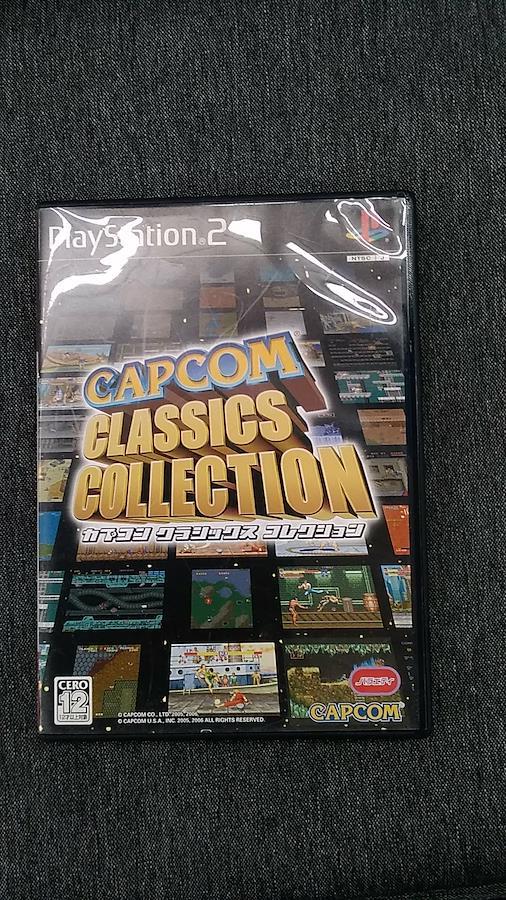 PlayStation®2
NTSC J
CAPCOM®
CLASSICS
COLLECTION
カプコン クラシックス コレクション
CERO
12
12才以上対象
© CAPCOM CO., LTD. 2005, 2006,
© CAPCOM U.S.A., INC. 2005, 2006 ALL RIGHTS RESERVED.
バラエティ
CAPCOM